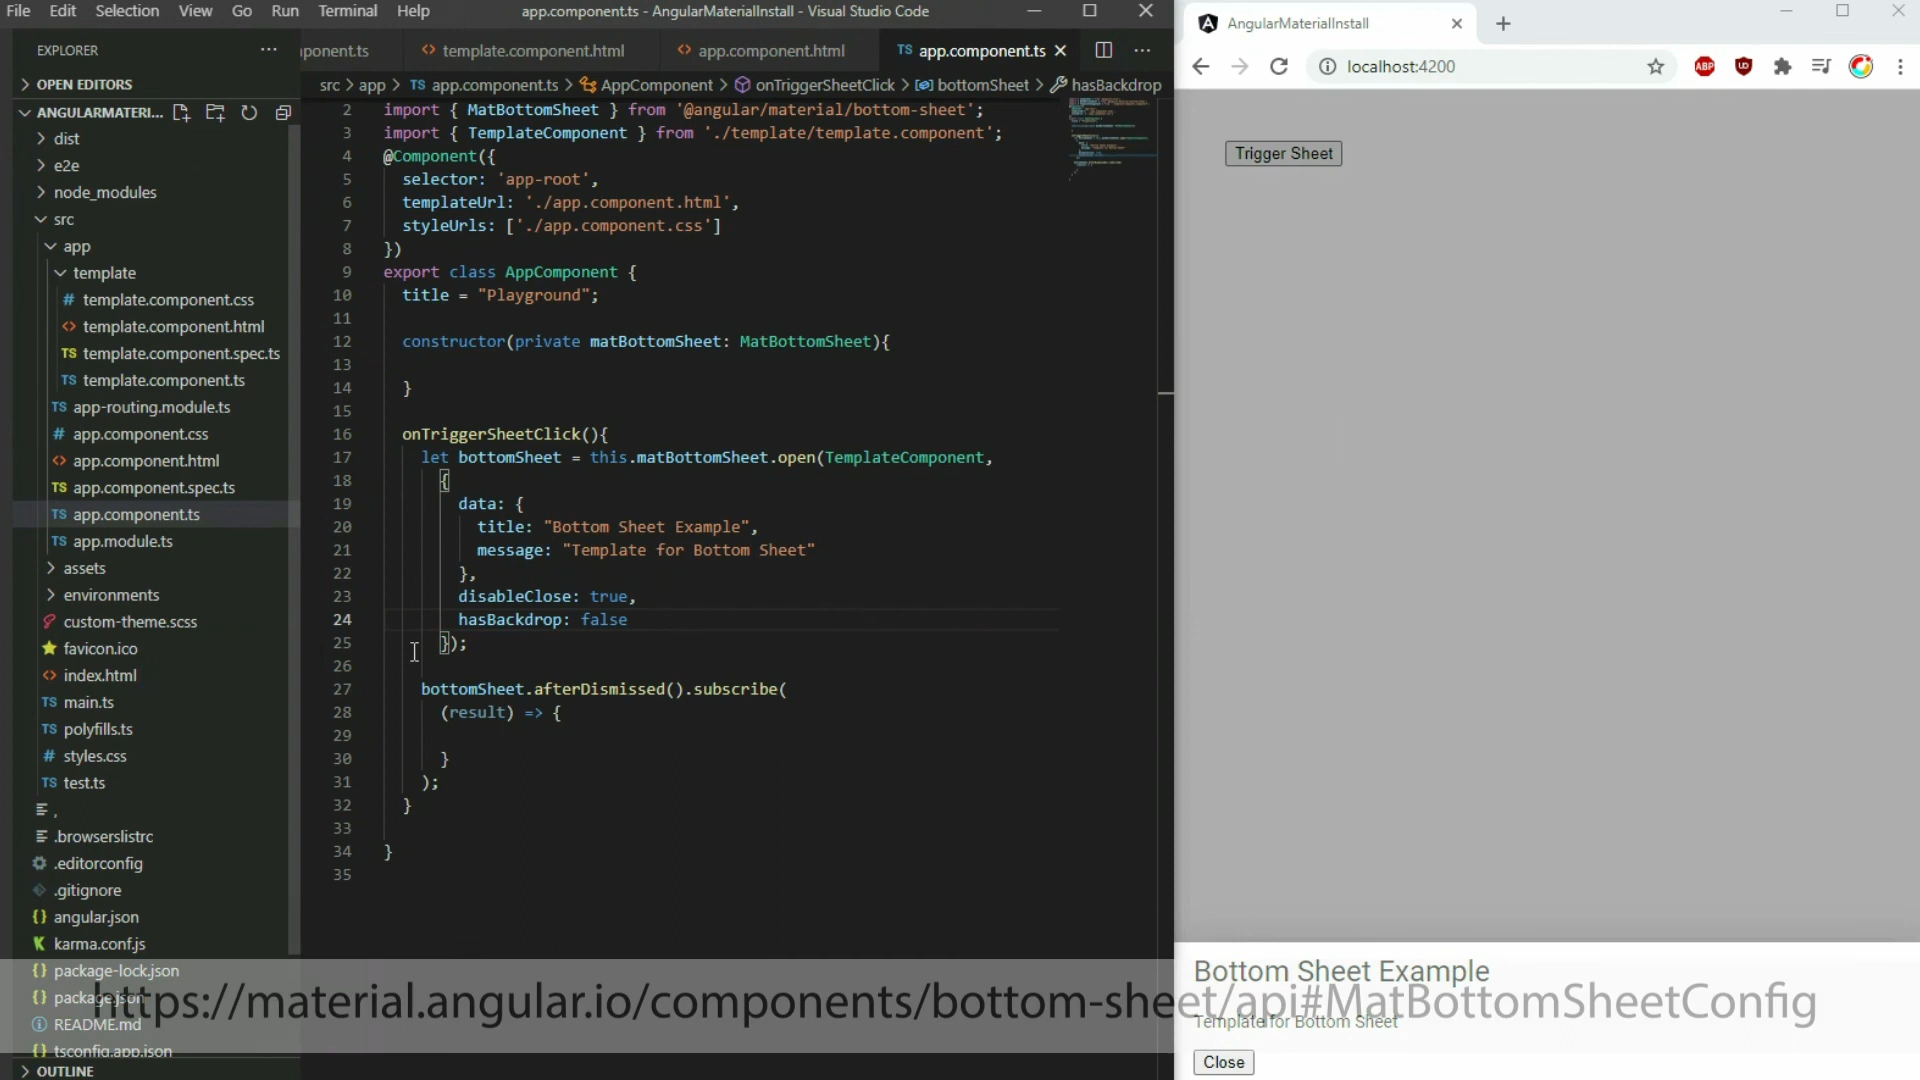 File Edit Selection View Go Run Terminal Help app.component.ts - AngularMaterialInstall - Visual Studio Code
EXPLORER
OPEN EDITORS
ANGULARMATERI...
dist
e2e
node_modules
src
app
template
template.component.css
template.component.html
template.component.spec.ts
template.component.ts
app-routing.module.ts
app.component.css
app.component.html
app.component.spec.ts
app.component.ts
app.module.ts
assets
environments
custom-theme.scss
favicon.ico
index.html
main.ts
polyfills.ts
styles.css
test.ts
,
.browserslistrc
.editorconfig
.gitignore
angular.json
karma.conf.js
package-lock.json
package.json
README.md
tsconfig.app.json
OUTLINE
ponent.ts template.component.html app.component.html app.component.ts
src > app > app.component.ts > AppComponent > onTriggerSheetClick > bottomSheet > hasBackdrop
2 import { MatBottomSheet } from '@angular/material/bottom-sheet';
3 import { TemplateComponent } from './template/template.component';
4 @Component({
5 selector: 'app-root',
6 templateUrl: './app.component.html',
7 styleUrls: ['./app.component.css']
8 })
9 export class AppComponent {
10 title = "Playground";
11
12 constructor(private matBottomSheet: MatBottomSheet){
13
14 }
15
16 onTriggerSheetClick(){
17 let bottomSheet = this.matBottomSheet.open(TemplateComponent,
18 {
19 data: {
20 title: "Bottom Sheet Example",
21 message: "Template for Bottom Sheet"
22 },
23 disableClose: true,
24 hasBackdrop: false
25 });
26
27 bottomSheet.afterDismissed().subscribe(
28 (result) => {
29
30 }
31 );
32 }
33
34 }
35
AngularMaterialInstall
localhost:4200
ABP
Trigger Sheet
Bottom Sheet Example
Template for Bottom Sheet
Close
https://material.angular.io/components/bottom-sheet/api#MatBottomSheetConfig